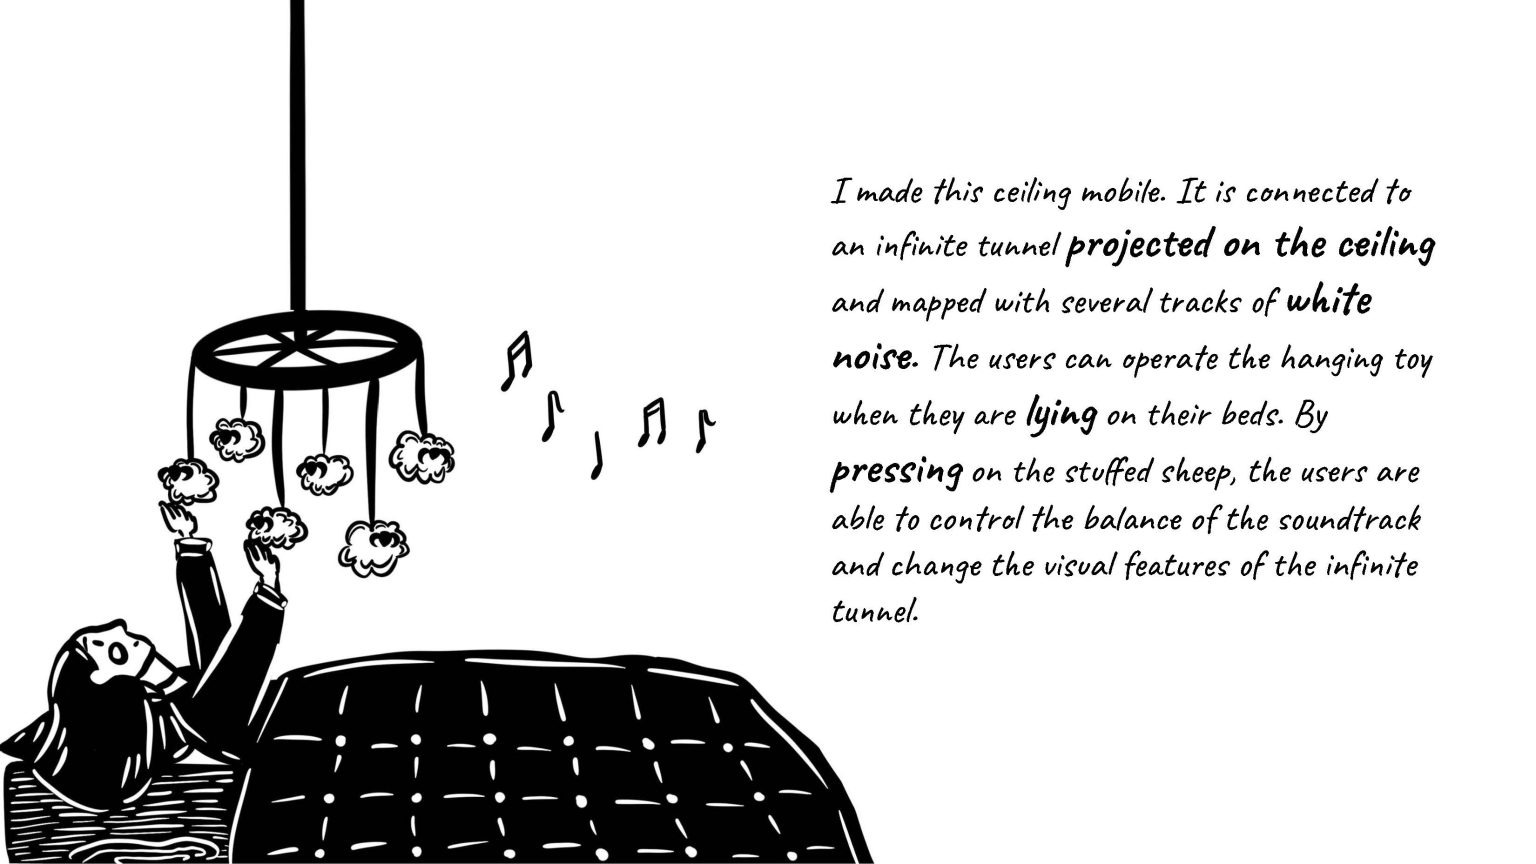 I made this ceiling mobile. It is connected to
an infinite tunnel projected on the ceiling
and mapped with several tracks of white
noise. The users can operate the hanging toy
when they are lying on their beds. By
pressing on the stuffed sheep, the users are
able to control the balance of the soundtrack
and change the visual features of the infinite
tunnel.